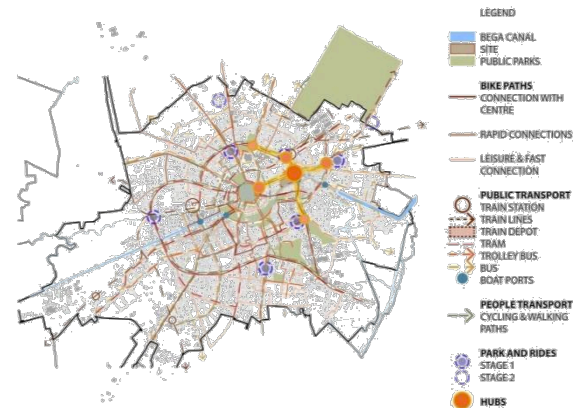 LEGEND
BEGA CANAL
SITE
PUBLIC PARKS
BIKE PATHS
CONNECTION WITH
CENTRE
RAPID CONNECTIONS
LEISURE & FAST
CONNECTION
PUBLIC TRANSPORT
TRAIN STATION
TRAIN LINES
TRAIN DEPOT
TRAM
TROLLEY BUS
BUS
BOAT PORTS
PEOPLE TRANSPORT
CYCLING & WALKING
PATHS
PARK AND RIDES
STAGE 1
STAGE 2
HUBS